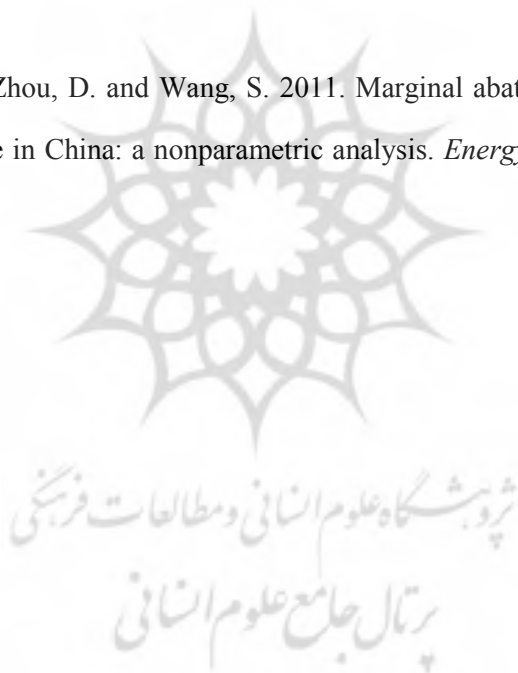 Zhou, D. and Wang, S. 2011. Marginal abat
e in China: a nonparametric analysis. Energy
پژوهشگاه علوم انسانی و مطالعات فرهنگی
پرتال جامع علوم انسانی